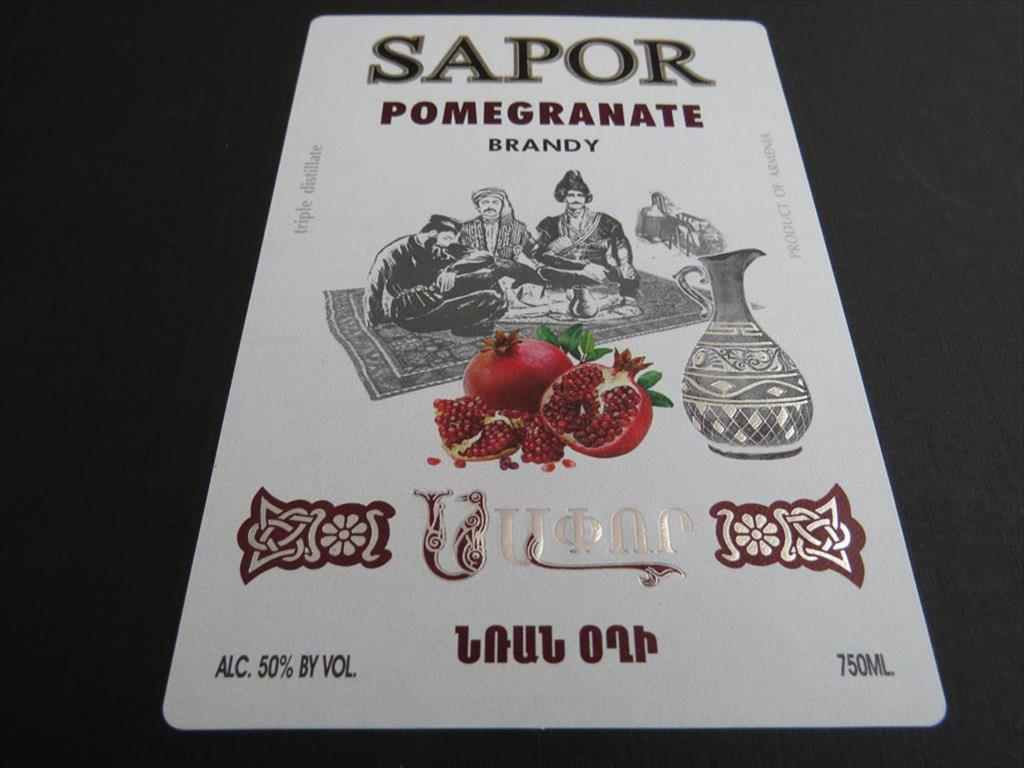 SAPOR
POMEGRANATE
BRANDY
triple distillate
PRODUCT OF ARMENIA
ՍԱՓՈՐ
ՆՌԱՆ ՕՂԻ
ALC. 50% BY VOL.
750ML.